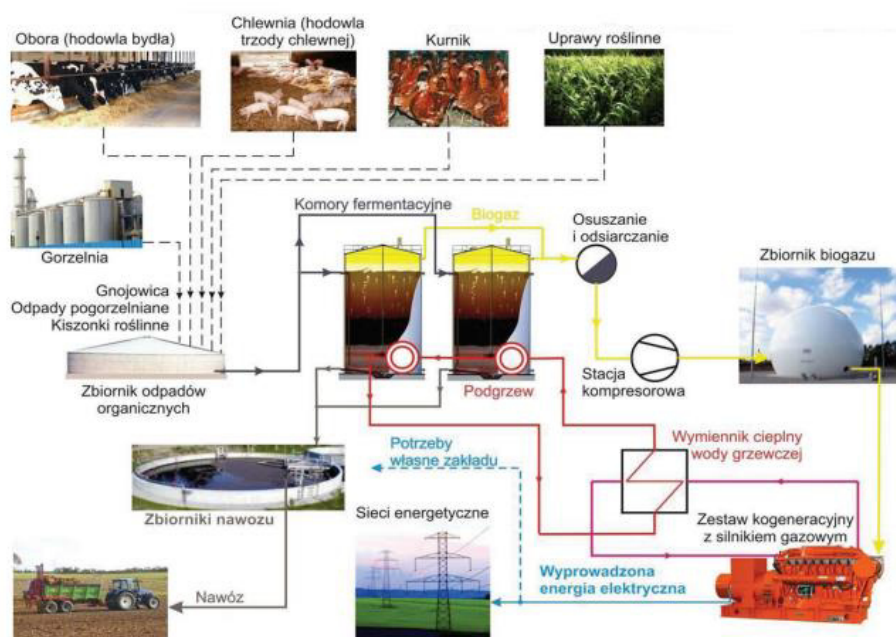 Obora (hodowla bydła)
Chlewnia (hodowla
trzody chlewnej)
Kurnik
Uprawy roślinne
Gorzelnia
Komory fermentacyjne
Biogaz
Osuszanie
i odsiarczanie
Zbiornik biogazu
Gnojowica
Odpady pogorzelniane
Kiszonki roślinne
Zbiornik odpadów
organicznych
Podgrzew
Stacja
kompresorowa
Wymiennik cieplny
wody grzewczej
Potrzeby
własne zakładu
Zbiorniki nawozu
Sieci energetyczne
Zestaw kogeneracyjny
z silnikiem gazowym
Nawóz
Wyprowadzona
energia elektryczna